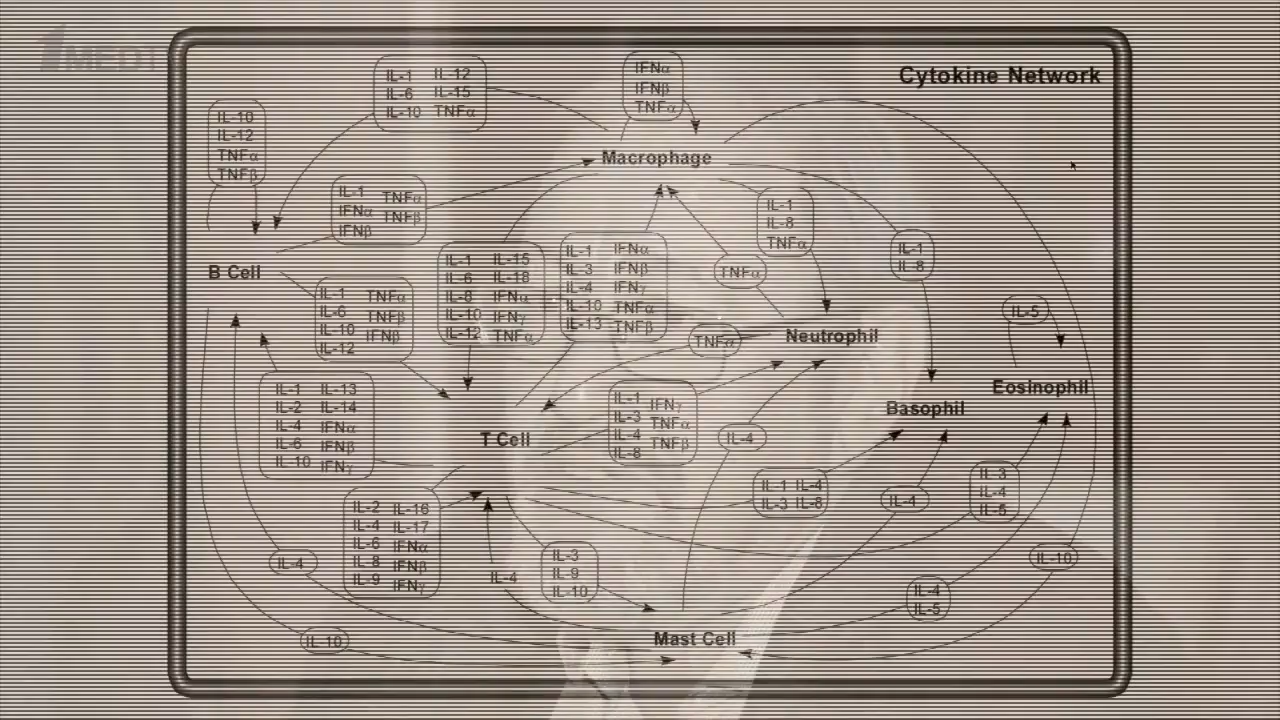 1MEDT
Cytokine Network
IL-1 IL-12
IL-6 IL-15
IL-10 TNFα
IFNα
IFNβ
TNFα
IL-10
IL-12
TNFα
TNFβ
Macrophage
IL-1 TNFα
IFNα TNFβ
IFNβ
IL-1
IL-8
TNFα
IL-1
IL-8
B Cell
IL-1 IL-15
IL-6 IL-18
IL-8 IFNα
IL-10 IFNγ
IL-12 TNFα
IL-1 IFNα
IL-3 IFNβ
IL-4 IFNγ
IL-10 TNFα
IL-13 TNFβ
TNFα
IL-1 TNFα
IL-6 TNFβ
IL-10 IFNβ
IL-12
IL-5
TNFα
Neutrophil
Eosinophil
Basophil
IL-1 IL-13
IL-2 IL-14
IL-4 IFNα
IL-6 IFNβ
IL-10 IFNγ
IL-1 IFNγ
IL-3 TNFα
IL-4 TNFβ
IL-8
IL-4
T Cell
IL-1 IL-4
IL-3 IL-8
IL-4
IL-3
IL-4
IL-5
IL-2 IL-16
IL-4 IL-17
IL-6 IFNα
IL-8 IFNβ
IL-9 IFNγ
IL-4
IL-4
IL-3
IL-9
IL-10
IL-10
IL-4
IL-5
IL-10
Mast Cell